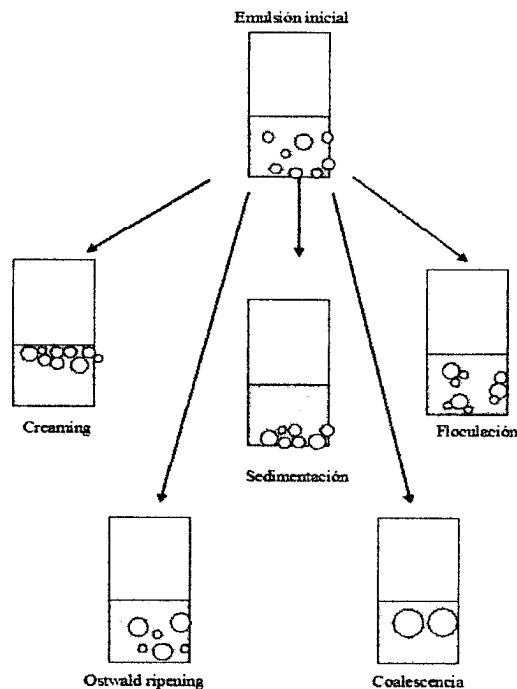 Emulsión inicial
Creaming
Sedimentación
Floculación
Ostwald ripening
Coalescencia